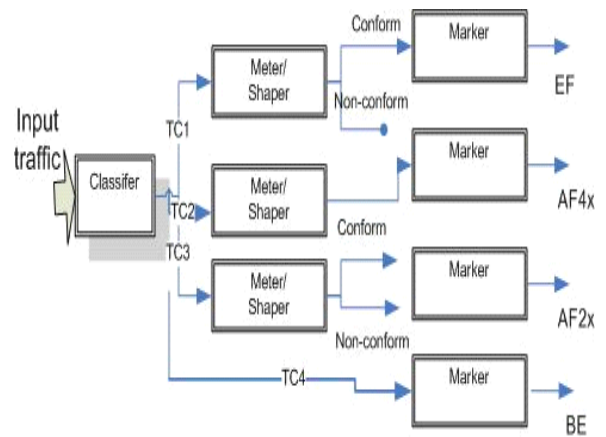 Input
traffic
Classifer
TC1
TC2
TC3
TC4
Meter/
Shaper
Meter/
Shaper
Meter/
Shaper
Conform
Non-conform
Conform
Non-conform
Marker
EF
Marker
AF4x
Marker
AF2x
Marker
BE